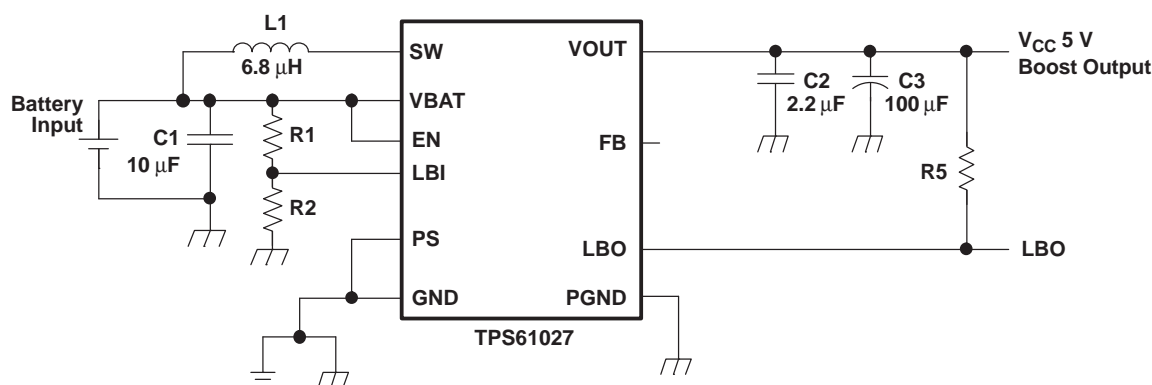 L1
6.8 μH
SW
VOUT
V_CC 5 V
Boost Output
Battery
Input
C1
10 μF
R1
R2
VBAT
EN
LBI
PS
GND
C2
2.2 μF
C3
100 μF
FB
R5
LBO
PGND
LBO
TPS61027